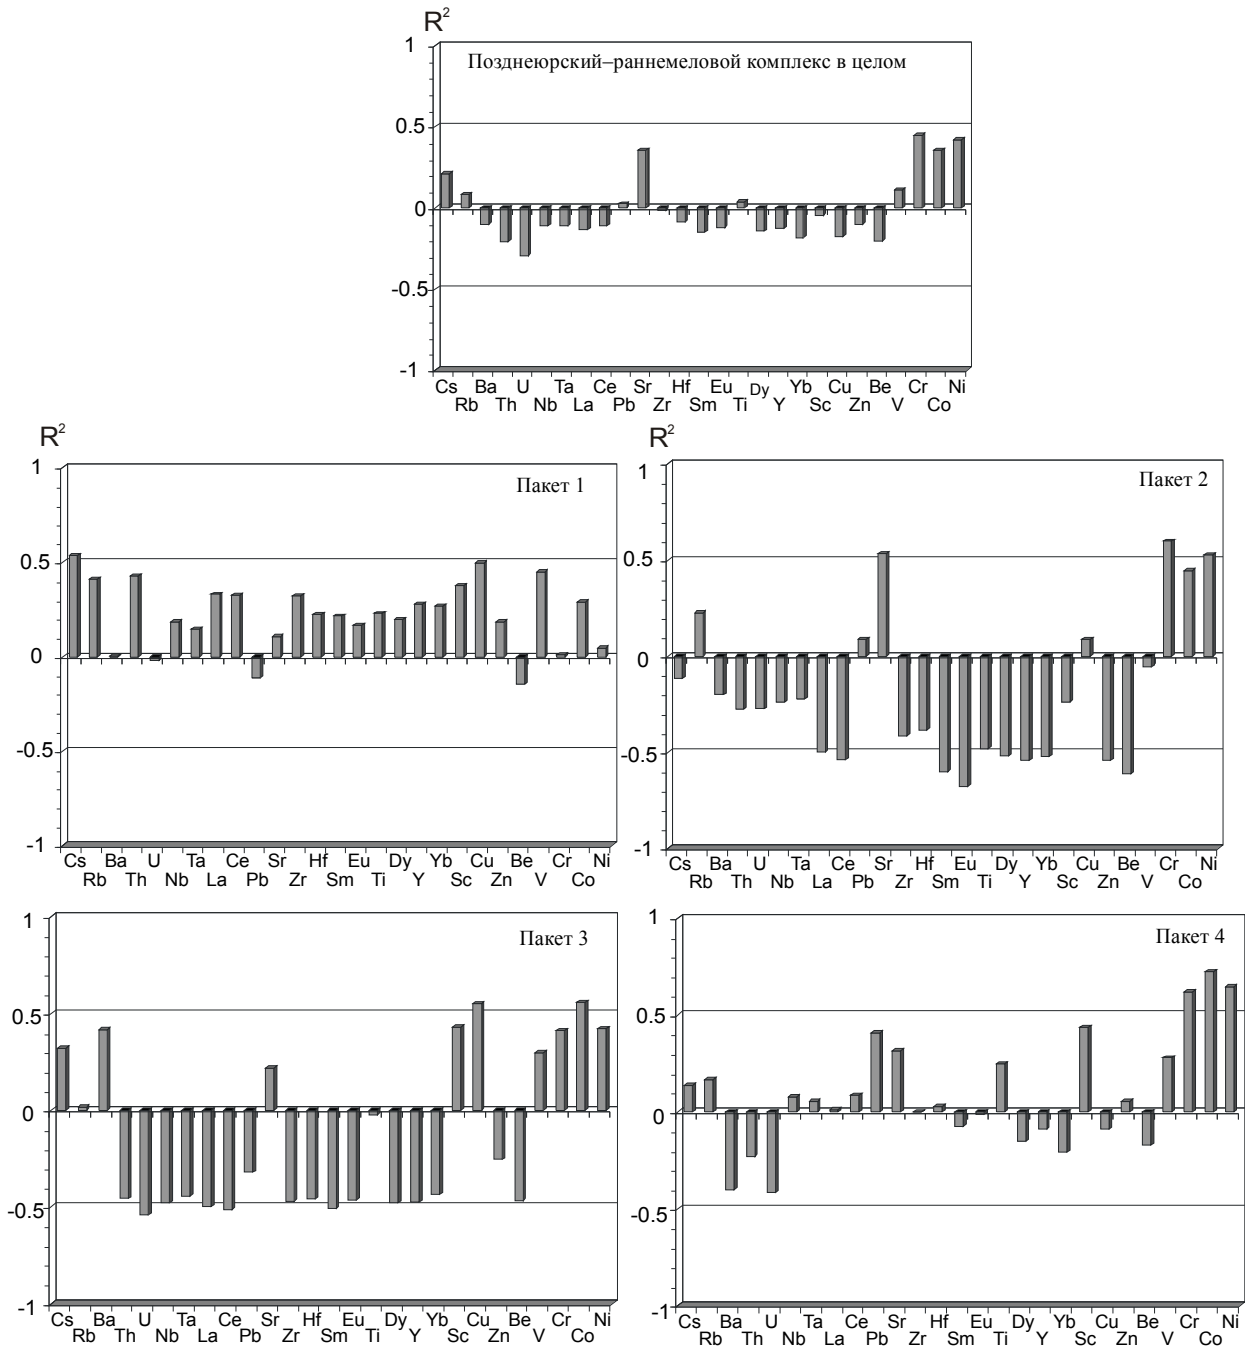 R²
Позднеюрский–раннемеловой комплекс в целом
1
0.5
0
-0.5
-1
Cs Ba U Ta Ce Sr Hf Eu Dy Yb Cu Be Cr Ni
Rb Th Nb La Pb Zr Sm Ti Y Sc Zn V Co
R²
Пакет 1
1
0.5
0
-0.5
-1
Cs Ba U Ta Ce Sr Hf Eu Dy Yb Cu Be Cr Ni
Rb Th Nb La Pb Zr Sm Ti Y Sc Zn V Co
R²
Пакет 2
1
0.5
0
-0.5
-1
Cs Ba U Ta Ce Sr Hf Eu Dy Yb Cu Be Cr Ni
Rb Th Nb La Pb Zr Sm Ti Y Sc Zn V Co
Пакет 3
1
0.5
0
-0.5
-1
Cs Ba U Ta Ce Sr Hf Eu Dy Yb Cu Be Cr Ni
Rb Th Nb La Pb Zr Sm Ti Y Sc Zn V Co
Пакет 4
1
0.5
0
-0.5
-1
Cs Ba U Ta Ce Sr Hf Eu Dy Yb Cu Be Cr Ni
Rb Th Nb La Pb Zr Sm Ti Y Sc Zn V Co